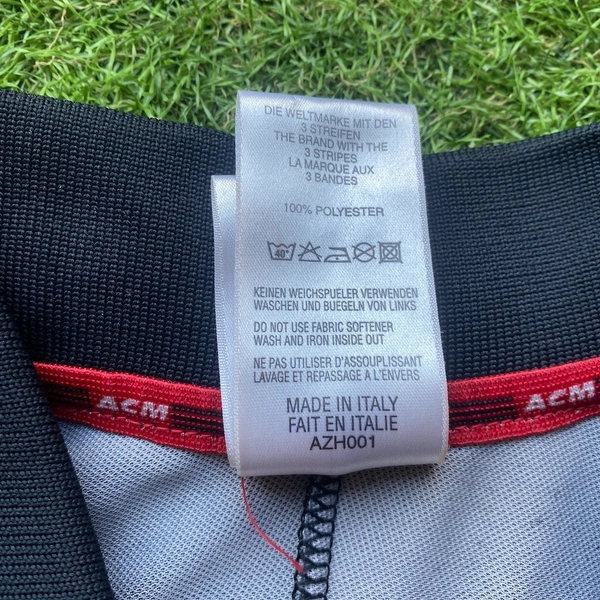 DIE WELTMARKE MIT DEN
3 STREIFEN
THE BRAND WITH THE
3 STRIPES
LA MARQUE AUX
3 BANDES
100% POLYESTER
40°
KEINEN WEICHSPUELER VERWENDEN
WASCHEN UND BUEGELN VON LINKS
DO NOT USE FABRIC SOFTENER
WASH AND IRON INSIDE OUT
NE PAS UTILISER D'ASSOUPLISSANT
LAVAGE ET REPASSAGE A L'ENVERS
MADE IN ITALY
FAIT EN ITALIE
AZH001
ACM
ACM